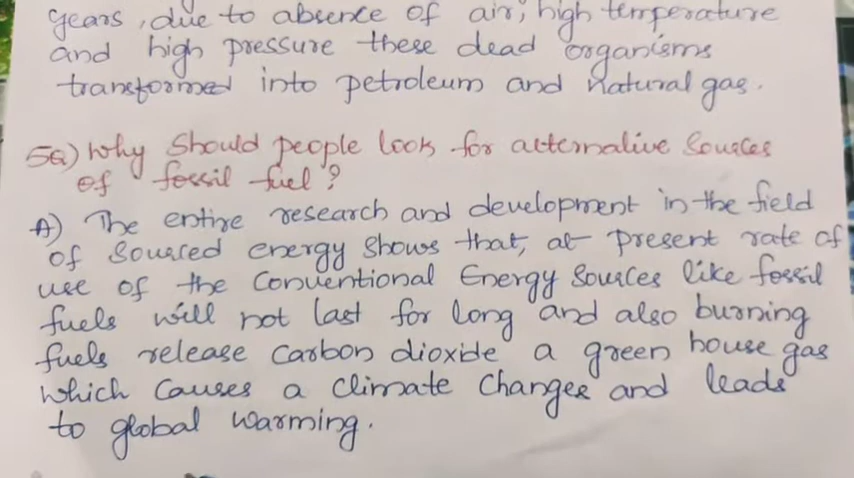 years, due to absence of air, high temperature
and high pressure these dead organisms
transformed into petroleum and natural gas.
5Q) Why should people look for alternative Sources
of fossil fuel?
A) The entire research and development in the field
of Sourced energy shows that, at present rate of
use of the Conventional Energy Sources like fossil
fuels will not last for long and also burning
fuels release Carbon dioxide a green house gas
which causes a climate changes and leads
to global warming.